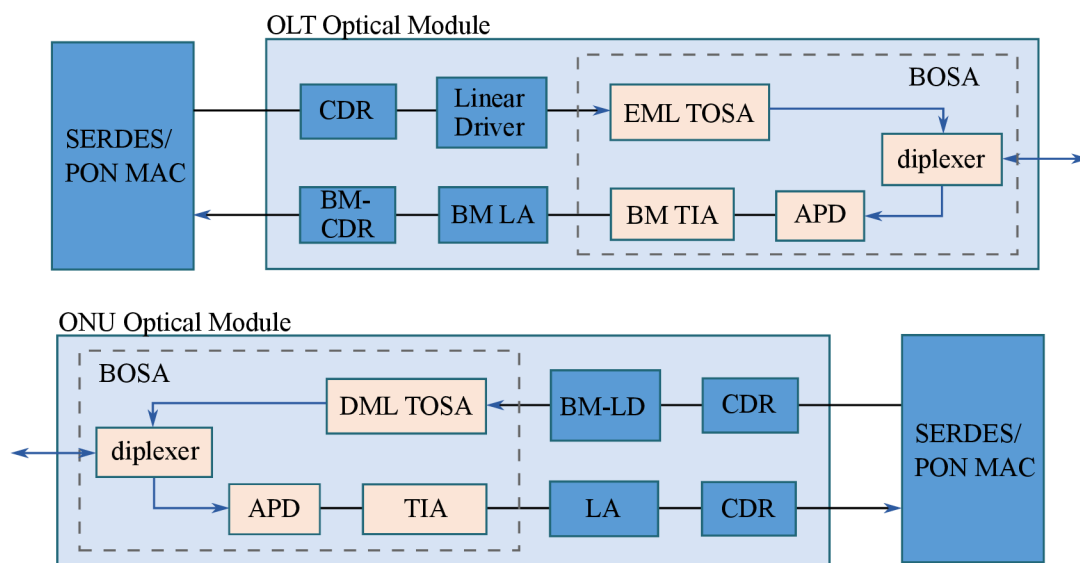 OLT Optical Module
BOSA
SERDES/
PON MAC
CDR
Linear
Driver
EML TOSA
diplexer
BM-
CDR
BM LA
BM TIA
APD
ONU Optical Module
BOSA
DML TOSA
BM-LD
CDR
diplexer
SERDES/
PON MAC
APD
TIA
LA
CDR